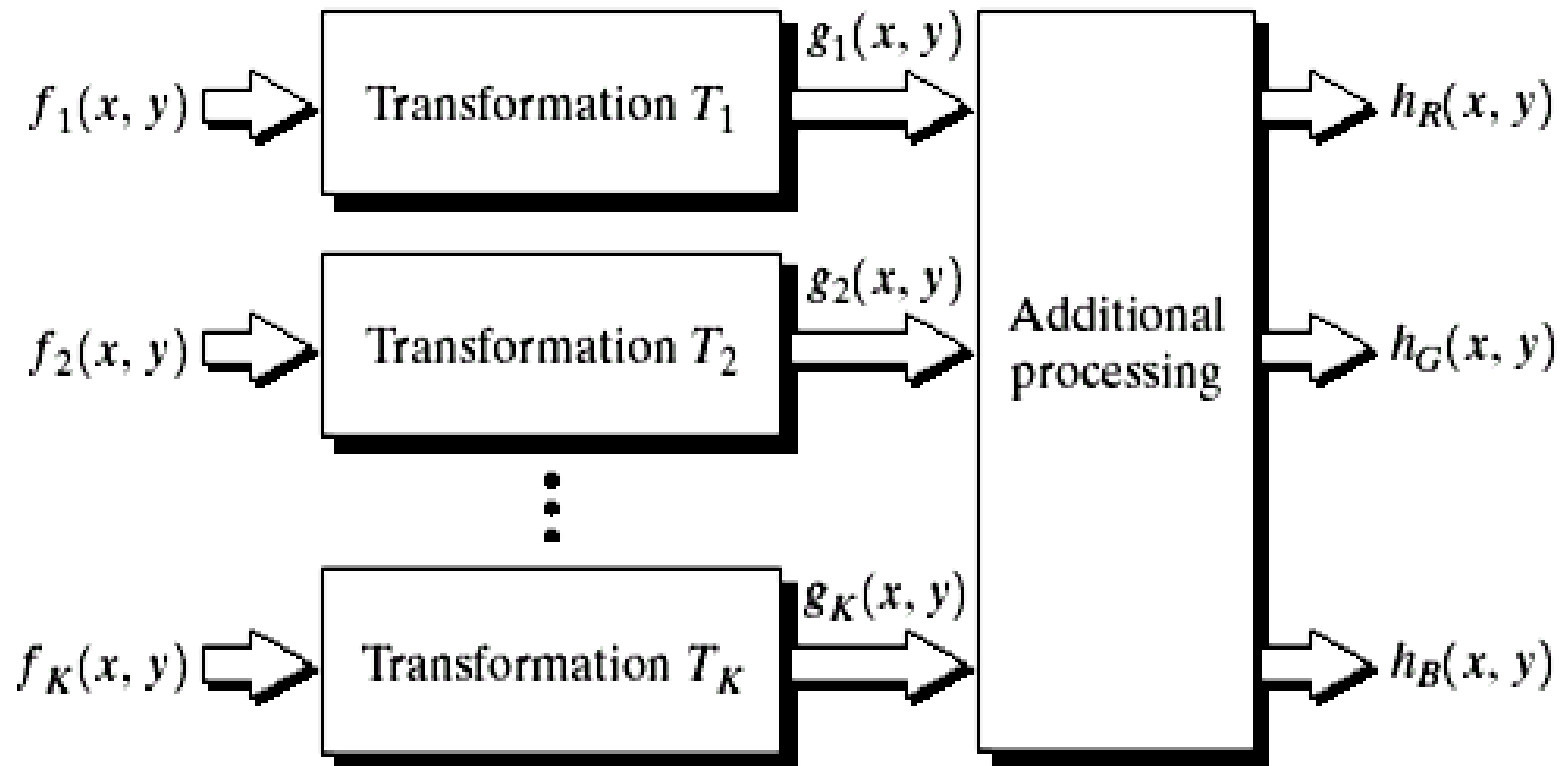 f1(x, y)
Transformation T1
g1(x, y)
hR(x, y)
f2(x, y)
Transformation T2
g2(x, y)
Additional
processing
hG(x, y)
fK(x, y)
Transformation TK
gK(x, y)
hB(x, y)